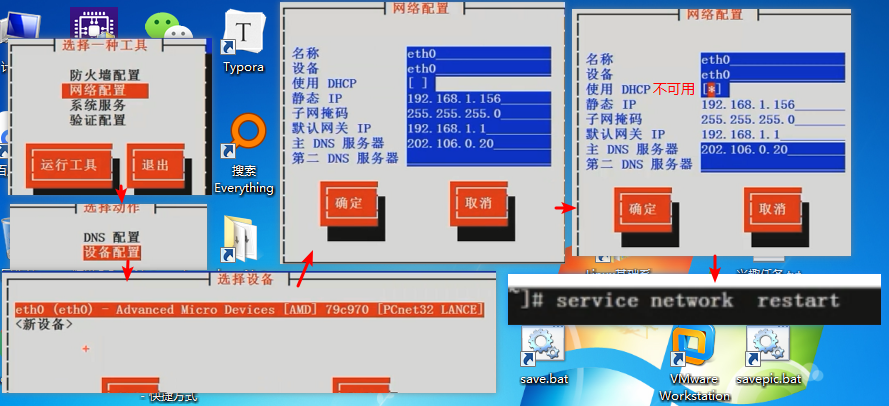 选择一种工具
防火墙配置
网络配置
系统服务
验证配置
运行工具
退出
选择动作
DNS 配置
设备配置
选择设备
eth0 (eth0) - Advanced Micro Devices [AMD] 79c970 [PCnet32 LANCE]
<新设备>
网络配置
名称 eth0
设备 eth0
使用 DHCP [ ]
静态 IP 192.168.1.156
子网掩码 255.255.255.0
默认网关 IP 192.168.1.1
主 DNS 服务器 202.106.0.20
第二 DNS 服务器
确定
取消
网络配置
名称 eth0
设备 eth0
使用 DHCP 不可用 [*]
静态 IP 192.168.1.156
子网掩码 255.255.255.0
默认网关 IP 192.168.1.1
主 DNS 服务器 202.106.0.20
第二 DNS 服务器
确定
取消
~]# service network restart
Typora
搜索
Everything
save.bat
VMware
Workstation
savepic.bat
- 快捷方式